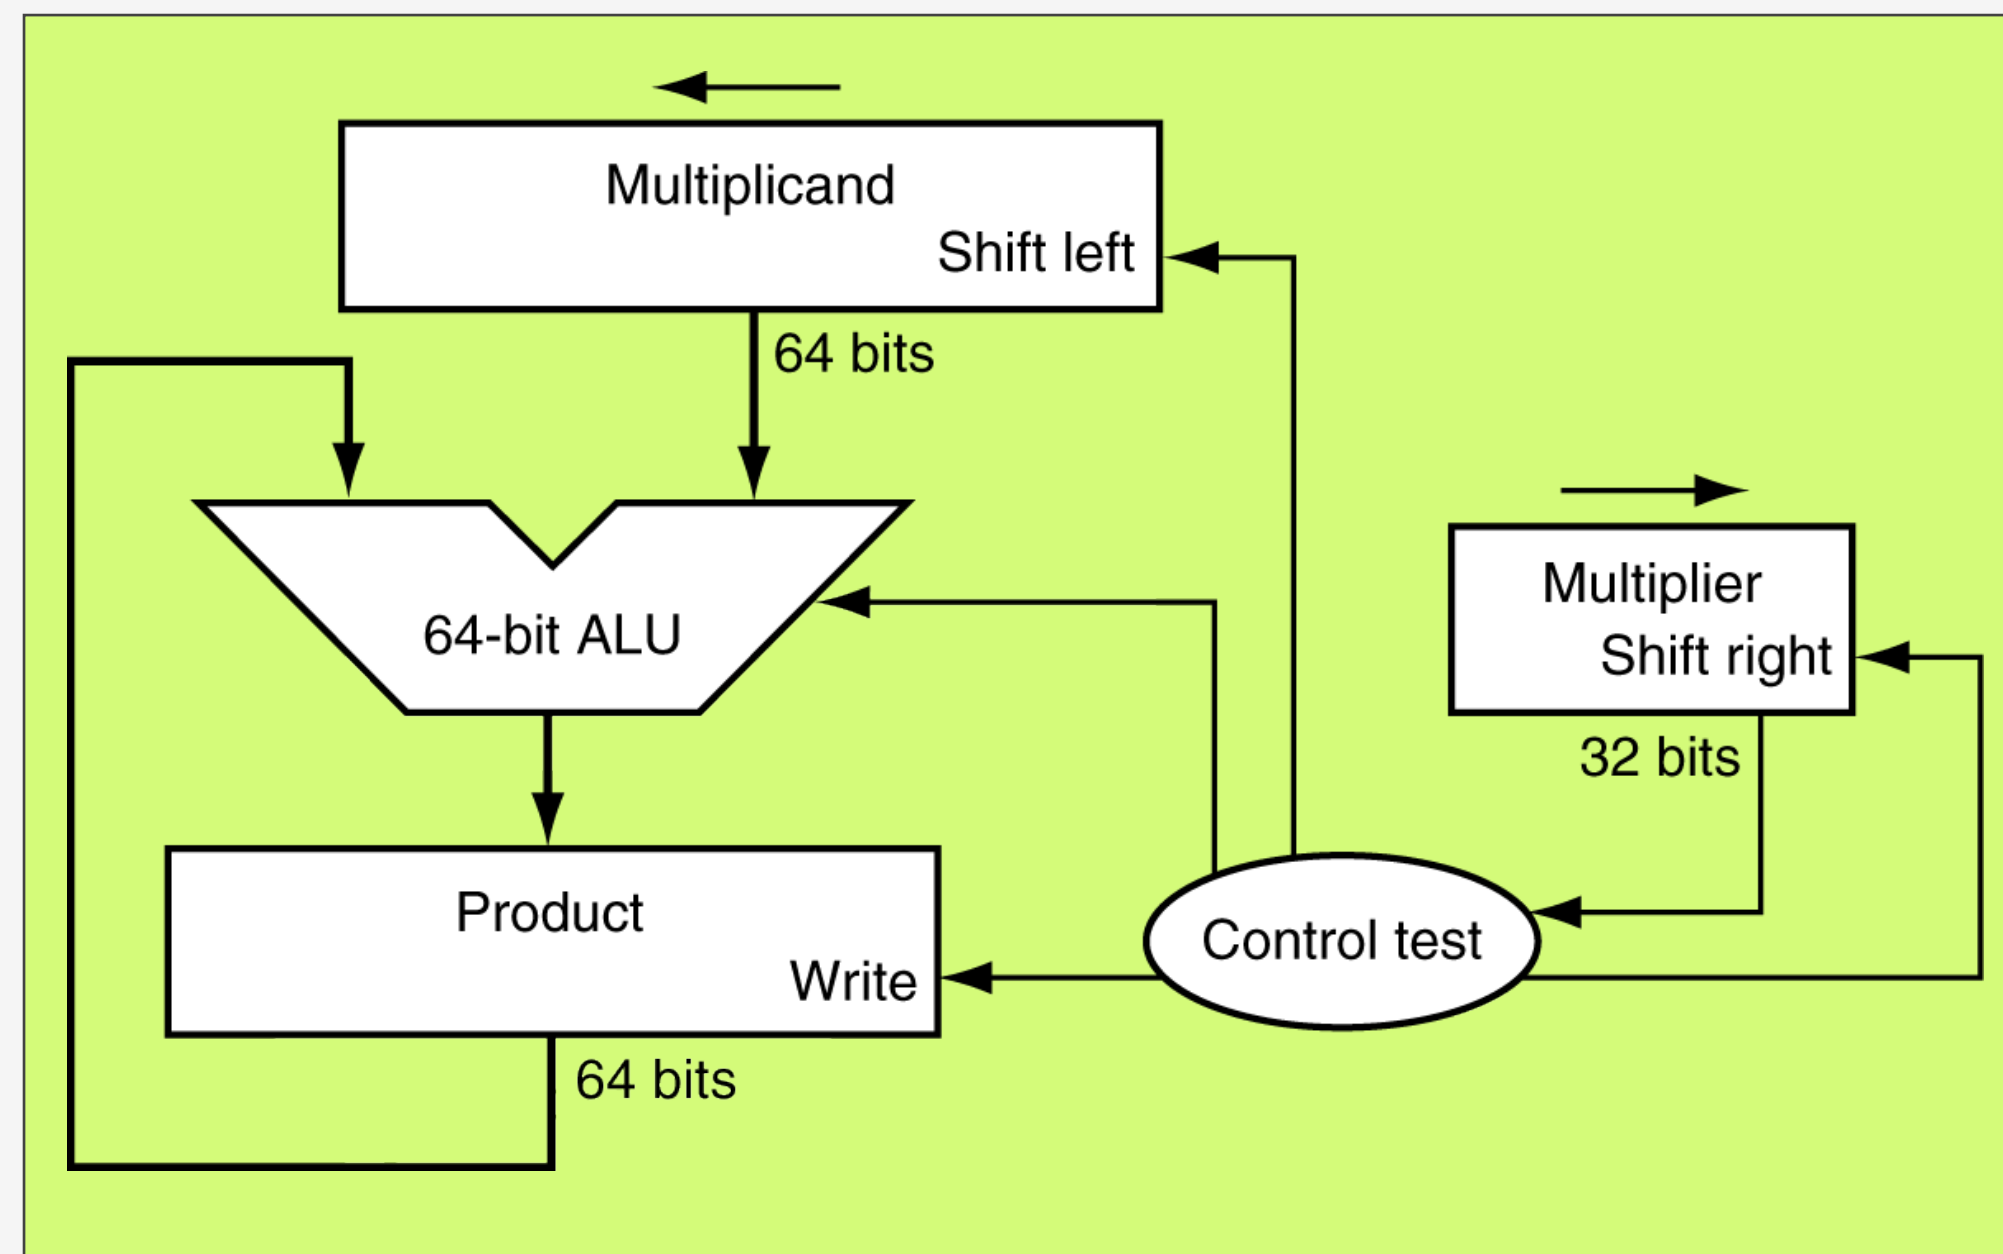 Multiplicand
Shift left
64 bits
64-bit ALU
Multiplier
Shift right
32 bits
Product
Write
Control test
64 bits